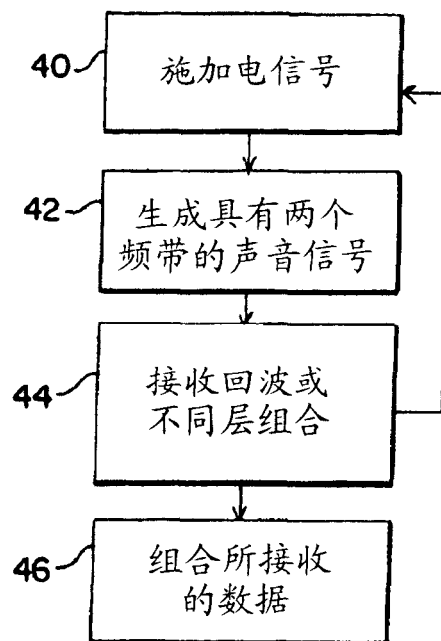 40
施加电信号
42
生成具有两个
频带的声音信号
44
接收回波或
不同层组合
46
组合所接收
的数据